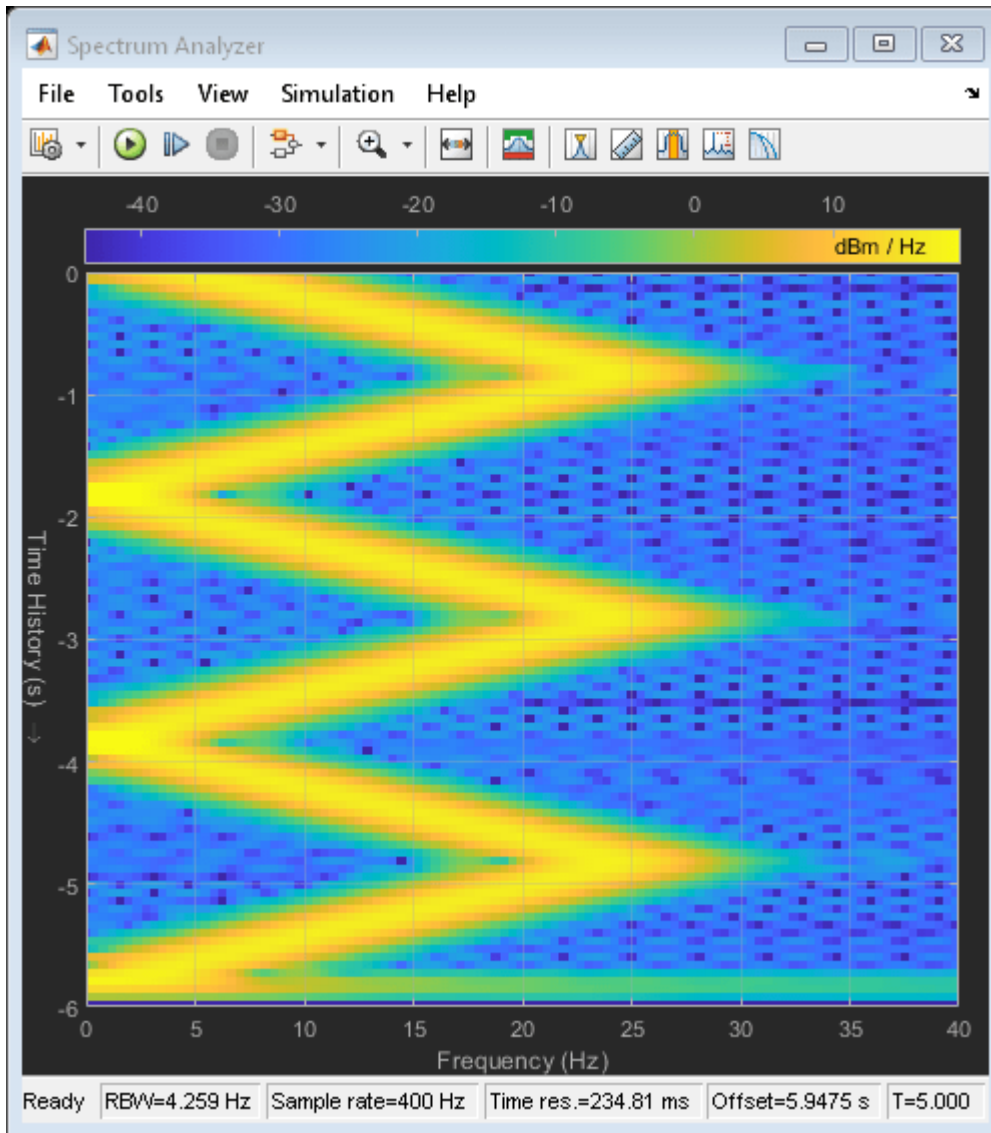 Spectrum Analyzer
File Tools View Simulation Help
-40 -30 -20 -10 0 10
dBm / Hz
0
-1
-2
-3
-4
-5
-6
Time History (s) →
0 5 10 15 20 25 30 35 40
Frequency (Hz)
Ready RBW=4.259 Hz Sample rate=400 Hz Time res.=234.81 ms Offset=5.9475 s T=5.000